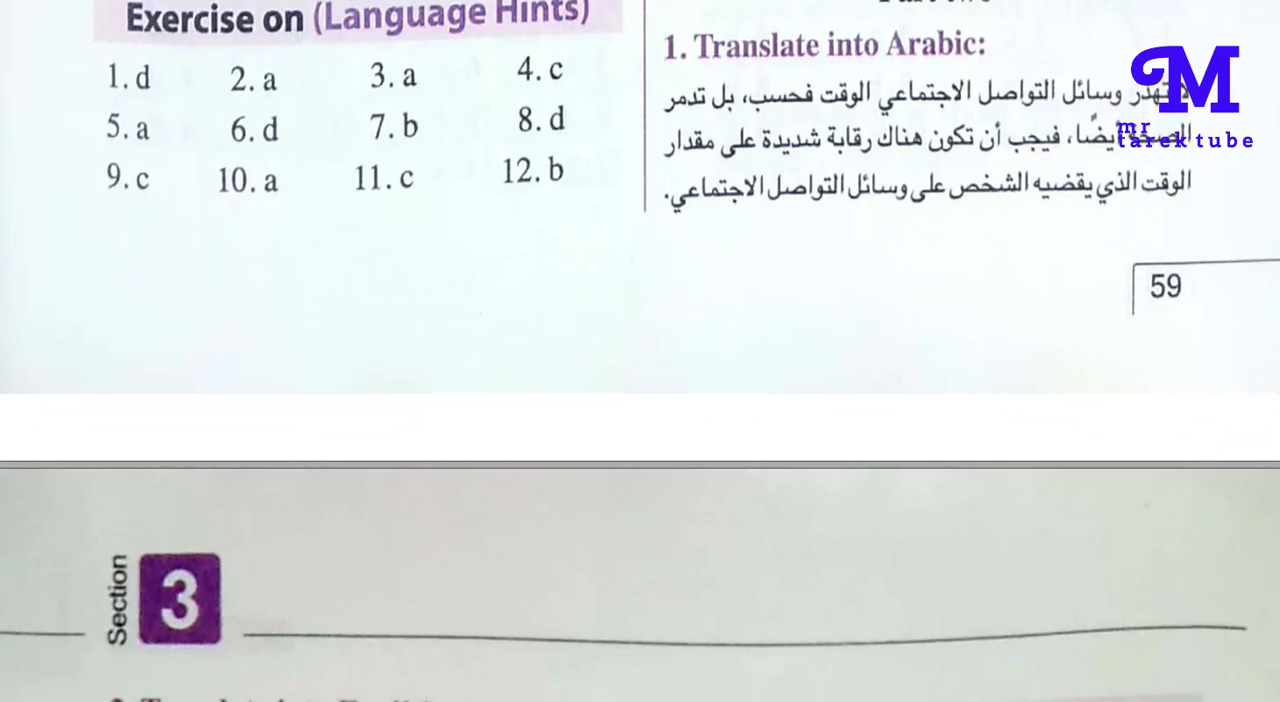 Exercise on (Language Hints)
1. d 2. a 3. a 4. c
5. a 6. d 7. b 8. d
9. c 10. a 11. c 12. b
1. Translate into Arabic:
تهدر وسائل التواصل الاجتماعي الوقت فحسب، بل تدمر
أيضًا، فيجب أن تكون هناك رقابة شديدة على مقدار
الوقت الذي يقضيه الشخص على وسائل التواصل الاجتماعي.
M
mr
tarek tube
59
Section
3